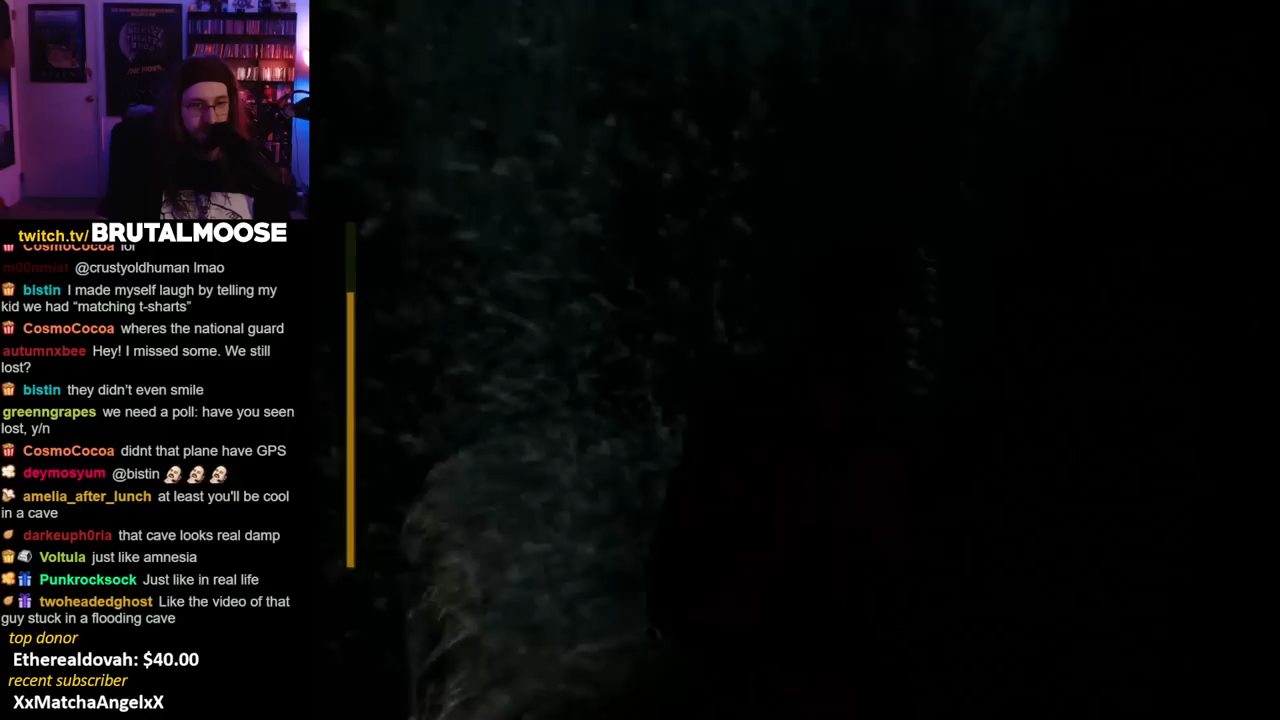 twitch.tv/BRUTALMOOSE
CosmoCocoa lol
m00nmist @crustyoldhuman lmao
bistin I made myself laugh by telling my
kid we had “matching t-sharts”
CosmoCocoa wheres the national guard
autumnxbee Hey! I missed some. We still
lost?
bistin they didn't even smile
greenngrapes we need a poll: have you seen
lost, y/n
CosmoCocoa didnt that plane have GPS
deymosyum @bistin
amelia_after_lunch at least you'll be cool
in a cave
darkeuph0ria that cave looks real damp
Voltula just like amnesia
Punkrocksock Just like in real life
twoheadedghost Like the video of that
guy stuck in a flooding cave
top donor
Etherealdovah: $40.00
recent subscriber
XxMatchaAngelxX